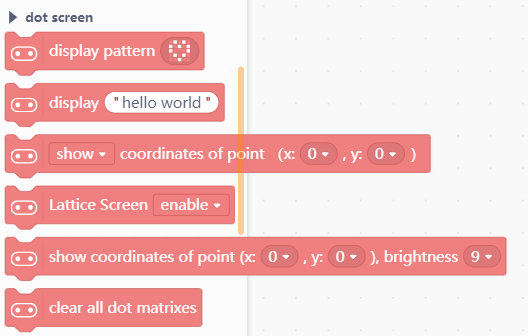 dot screen
display pattern
display "hello world"
show coordinates of point (x: 0 , y: 0 )
Lattice Screen enable
show coordinates of point (x: 0 , y: 0 ), brightness 9
clear all dot matrixes